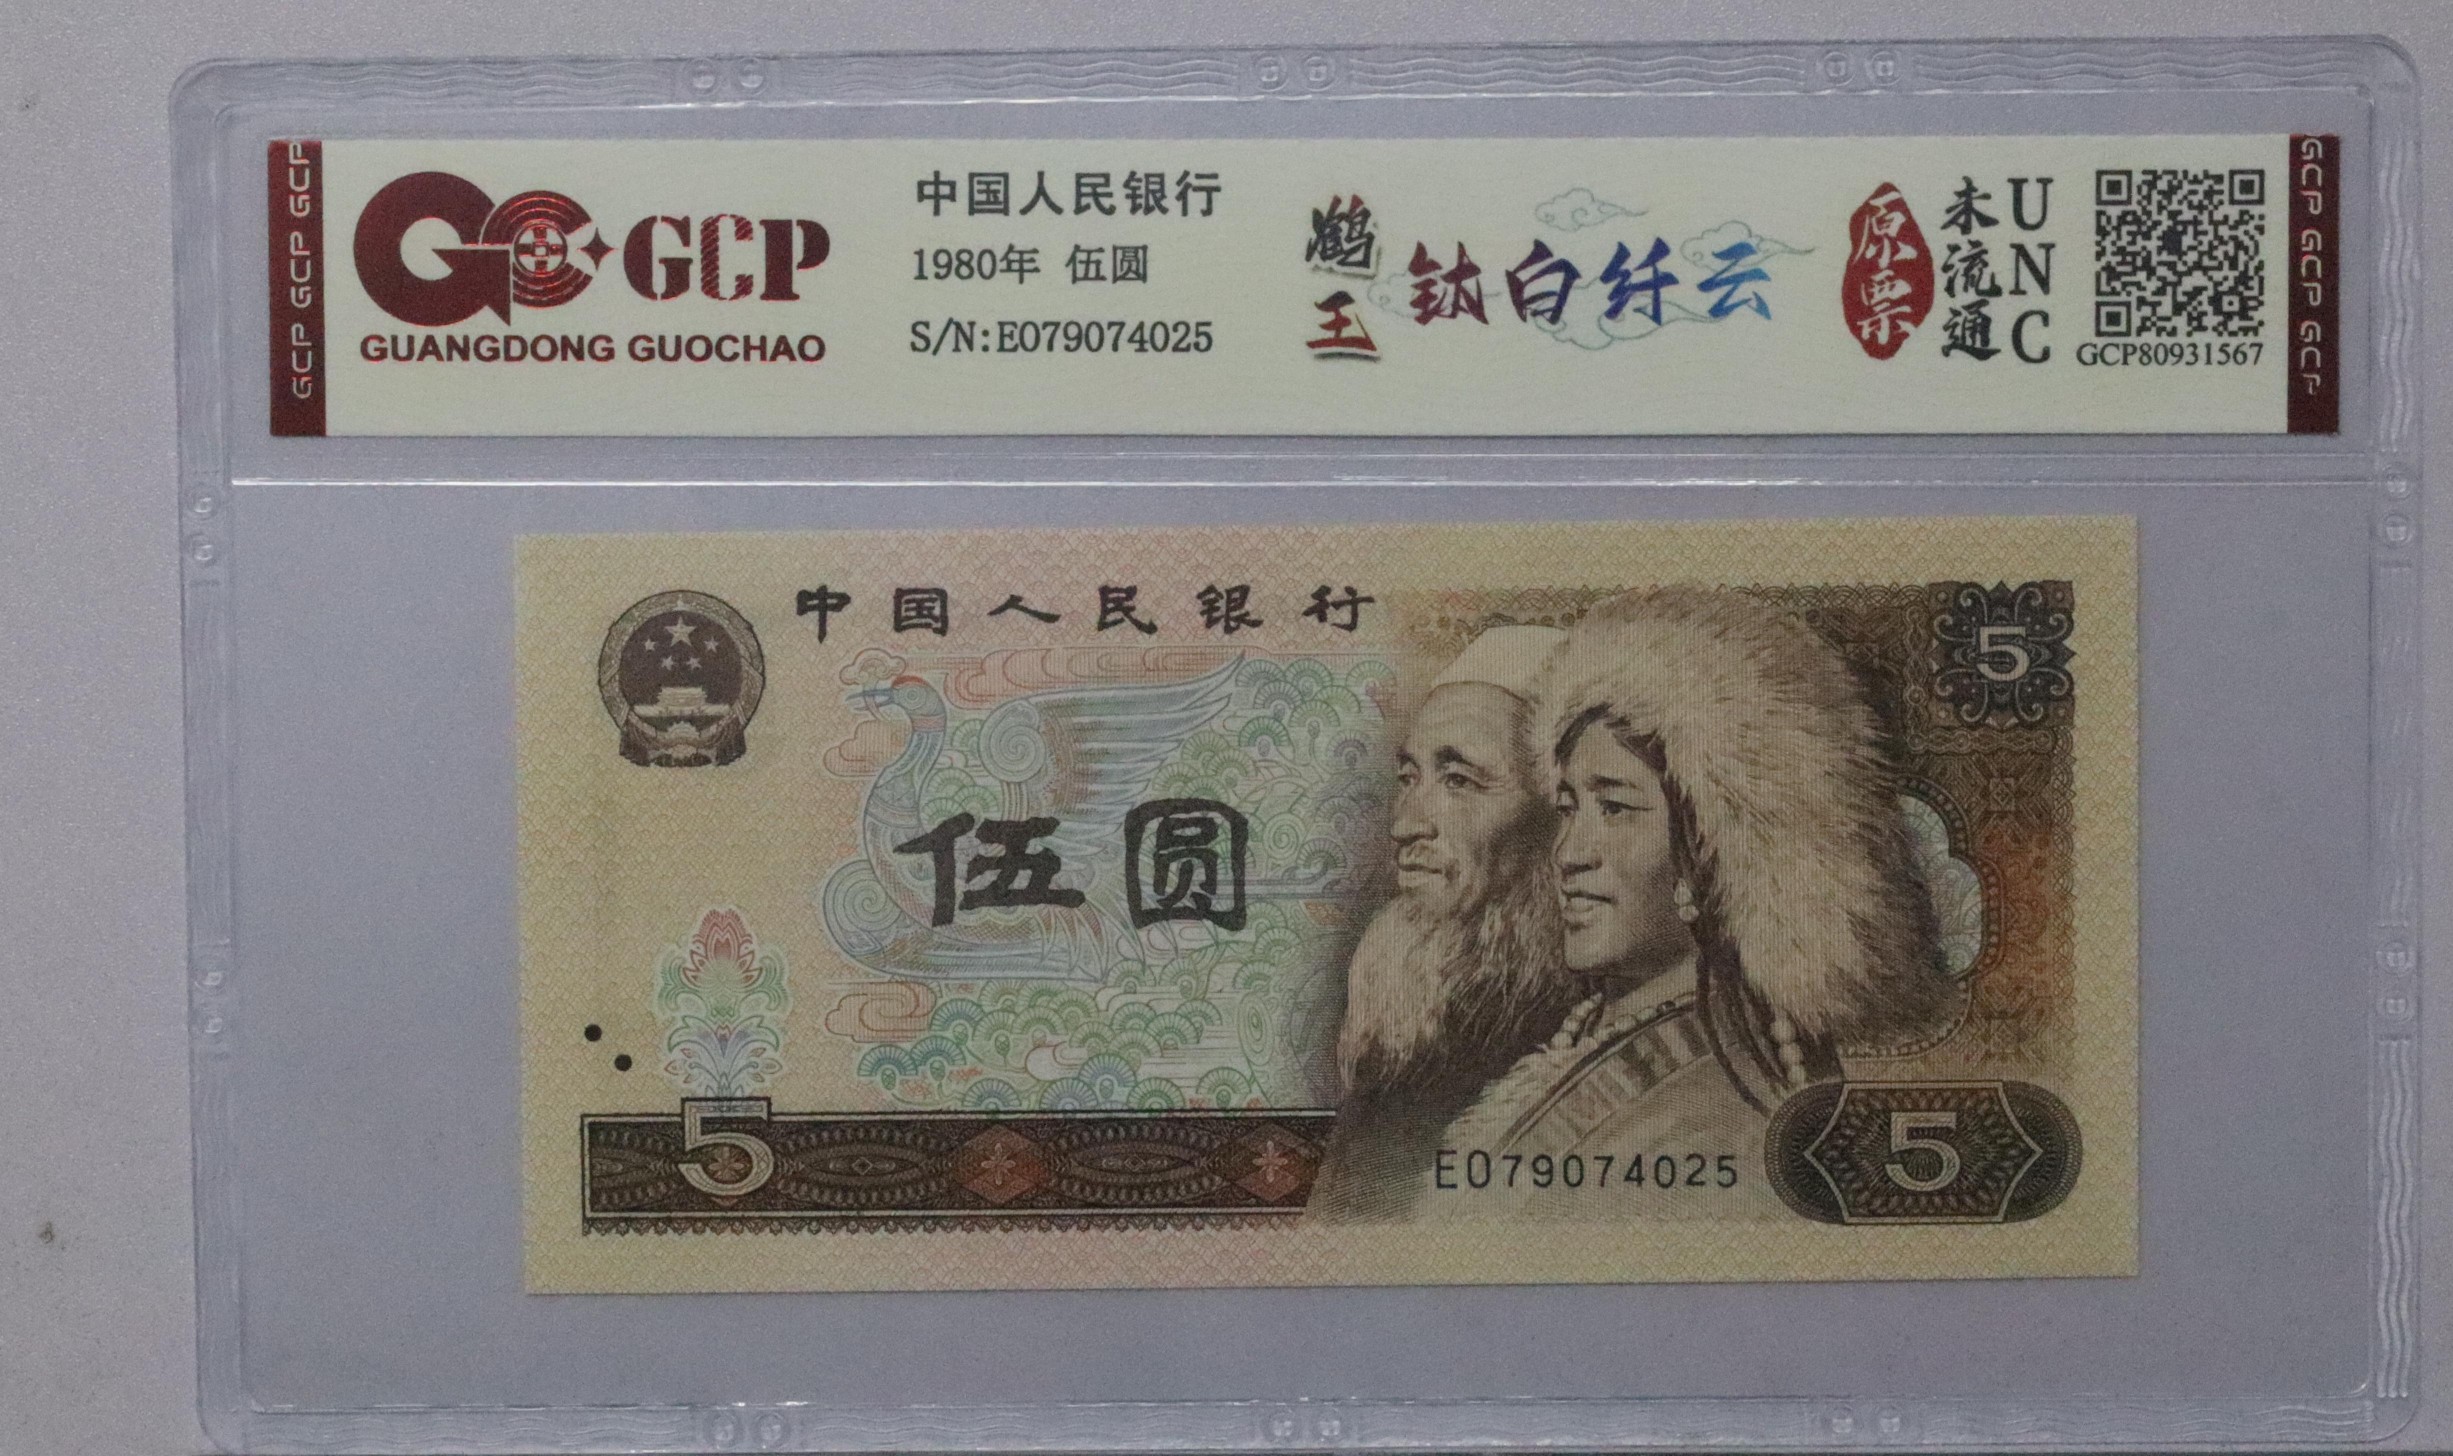 GCP GCP GCP
GCP
GUANGDONG GUOCHAO
中国人民银行
1980年 伍圆
S/N:EO79074025
鹤王
钛白纤云
原票
未流通
UNC
GCP80931567
GCP GCP GCP
中国人民银行
5
伍圆
5
EO79074025
5